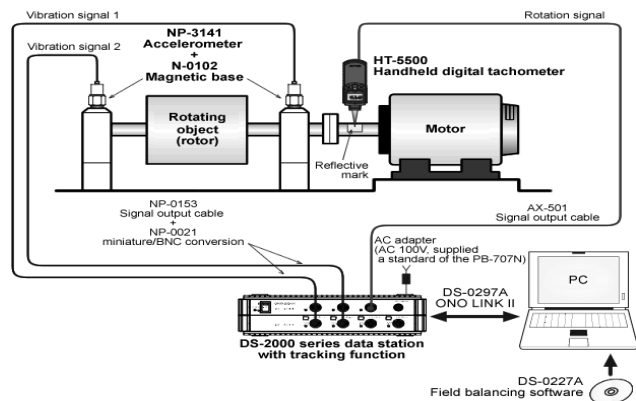 Vibration signal 1
Vibration signal 2
NP-3141
Accelerometer
+
N-0102
Magnetic base
Rotation signal
HT-5500
Handheld digital tachometer
Rotating
object
(rotor)
Motor
Reflective
mark
NP-0153
Signal output cable
+
NP-0021
miniature/BNC conversion
AX-501
Signal output cable
AC adapter
(AC 100V, supplied
a standard of the PB-707N)
DS-0297A
ONO LINK II
PC
DS-2000 series data station
with tracking function
DS-0227A
Field balancing software